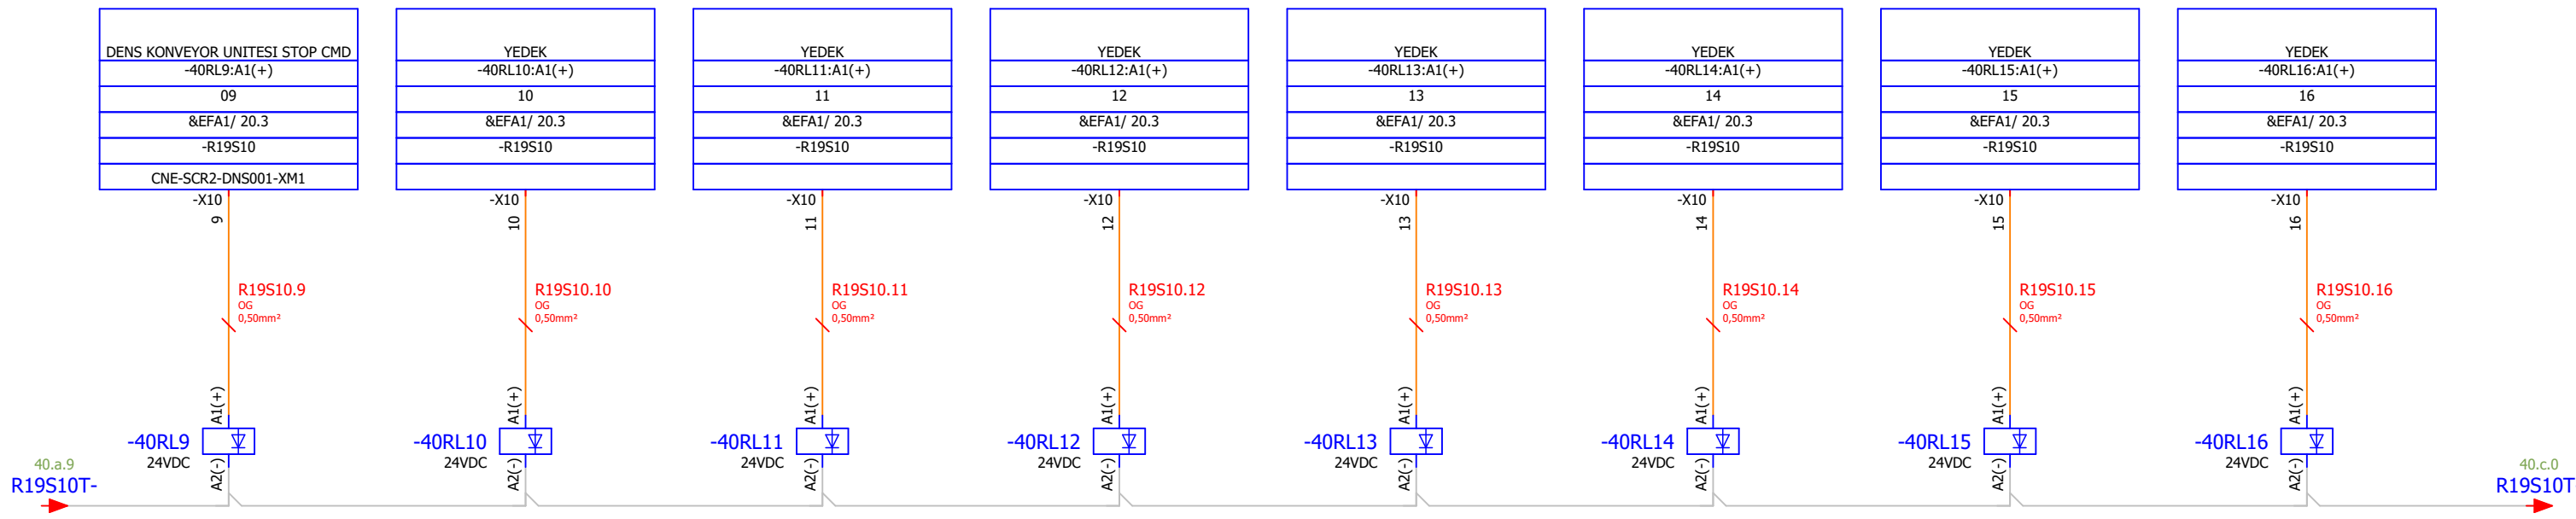 DENS KONVEYOR UNITESI STOP CMD
-40RL9:A1(+)
09
&EFA1/ 20.3
-R19S10
CNE-SCR2-DNS001-XM1
-X10
9
R19S10.9
OG
0,50mm²
A1(+)
-40RL9
24VDC
A2(-)
YEDEK
-40RL10:A1(+)
10
&EFA1/ 20.3
-R19S10
-X10
10
R19S10.10
OG
0,50mm²
A1(+)
-40RL10
24VDC
A2(-)
YEDEK
-40RL11:A1(+)
11
&EFA1/ 20.3
-R19S10
-X10
11
R19S10.11
OG
0,50mm²
A1(+)
-40RL11
24VDC
A2(-)
YEDEK
-40RL12:A1(+)
12
&EFA1/ 20.3
-R19S10
-X10
12
R19S10.12
OG
0,50mm²
A1(+)
-40RL12
24VDC
A2(-)
YEDEK
-40RL13:A1(+)
13
&EFA1/ 20.3
-R19S10
-X10
13
R19S10.13
OG
0,50mm²
A1(+)
-40RL13
24VDC
A2(-)
YEDEK
-40RL14:A1(+)
14
&EFA1/ 20.3
-R19S10
-X10
14
R19S10.14
OG
0,50mm²
A1(+)
-40RL14
24VDC
A2(-)
YEDEK
-40RL15:A1(+)
15
&EFA1/ 20.3
-R19S10
-X10
15
R19S10.15
OG
0,50mm²
A1(+)
-40RL15
24VDC
A2(-)
YEDEK
-40RL16:A1(+)
16
&EFA1/ 20.3
-R19S10
-X10
16
R19S10.16
OG
0,50mm²
A1(+)
-40RL16
24VDC
A2(-)
40.a.9
R19S10T-
40.c.0
R19S10T